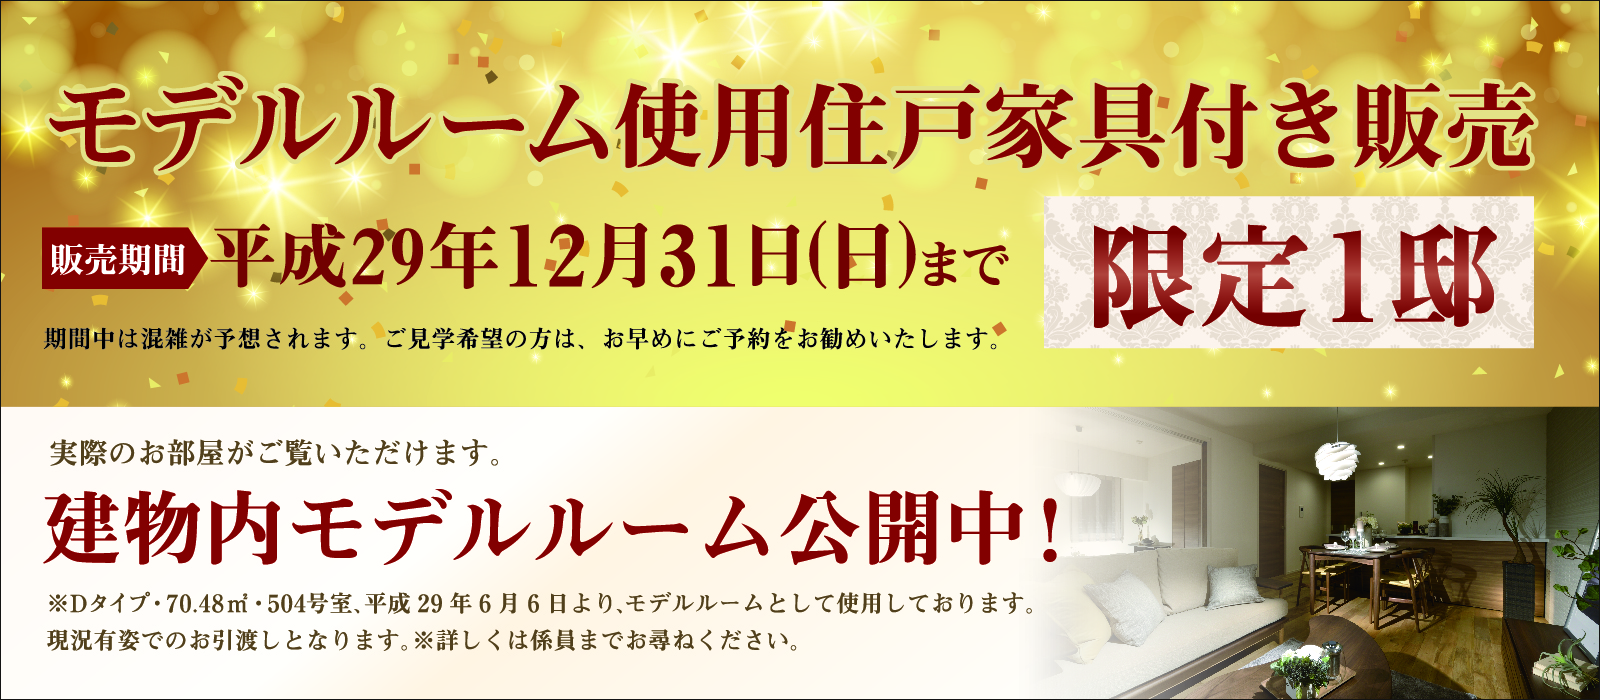 モデルルーム使用住戸家具付き販売
販売期間 平成29年12月31日(日)まで
限定1邸
期間中は混雑が予想されます。ご見学希望の方は、お早めにご予約をお勧めいたします。
実際のお部屋がご覧いただけます。
建物内モデルルーム公開中!
※Dタイプ・70.48㎡・504号室、平成29年6月6日より、モデルルームとして使用しております。
現況有姿でのお引渡しとなります。※詳しくは係員までお尋ねください。